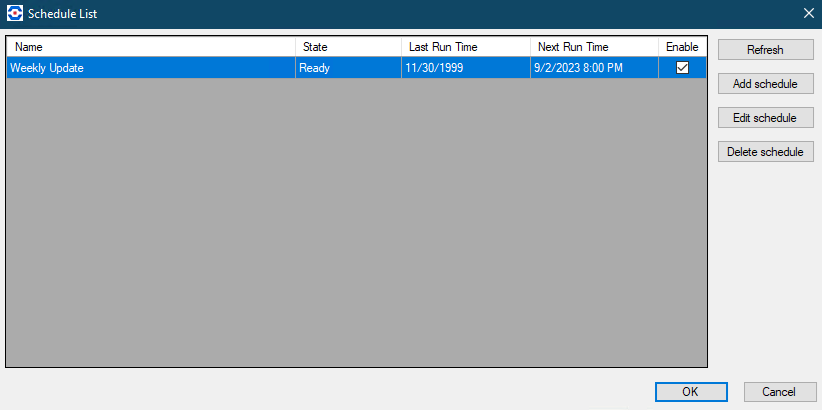 Schedule List
Name State Last Run Time Next Run Time Enable
Weekly Update Ready 11/30/1999 9/2/2023 8:00 PM
Refresh
Add schedule
Edit schedule
Delete schedule
OK Cancel